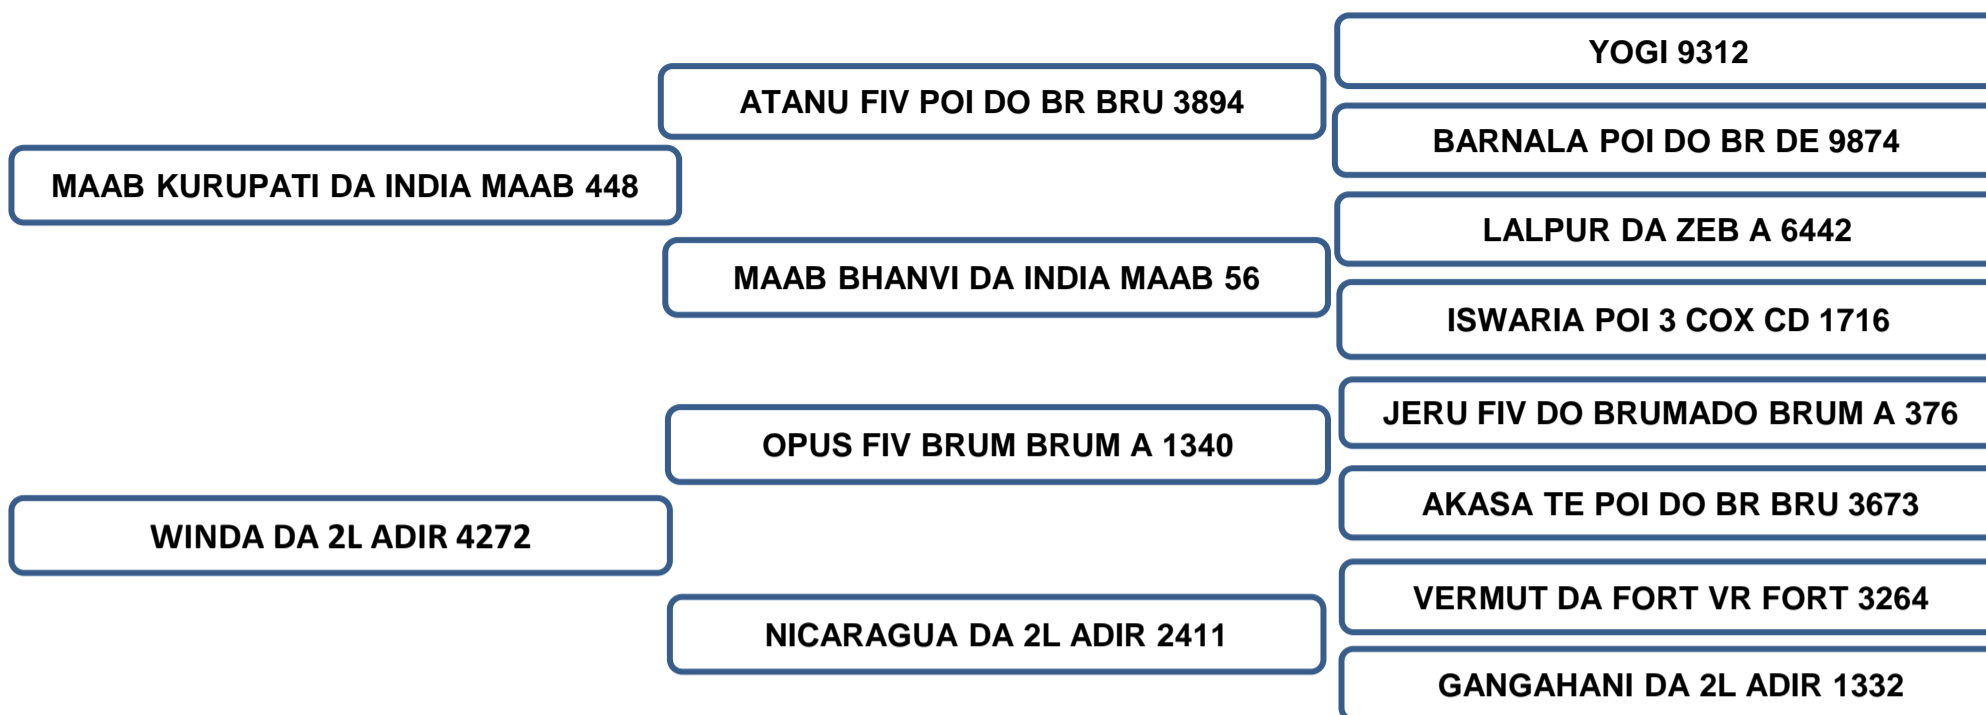 YOGI 9312
ATANU FIV POI DO BR BRU 3894
BARNALA POI DO BR DE 9874
MAAB KURUPATI DA INDIA MAAB 448
LALPUR DA ZEB A 6442
MAAB BHANVI DA INDIA MAAB 56
ISWARIA POI 3 COX CD 1716
JERU FIV DO BRUMADO BRUM A 376
OPUS FIV BRUM BRUM A 1340
AKASA TE POI DO BR BRU 3673
WINDA DA 2L ADIR 4272
VERMUT DA FORT VR FORT 3264
NICARAGUA DA 2L ADIR 2411
GANGAHANI DA 2L ADIR 1332